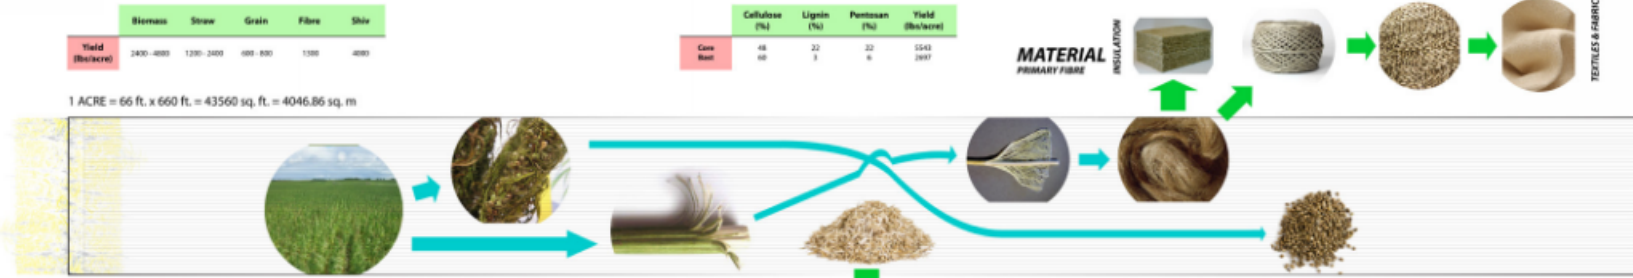 Biomass Straw Grain Fibre Shiv
Yield (lbs/acre) 2400 - 4800 1200 - 2400 600 - 800 1300 4000
Cellulose (%) Lignin (%) Pentosan (%) Yield (lbs/acre)
Core 48 22 22 5543
Bast 60 3 6 2697
1 ACRE = 66 ft. x 660 ft. = 43560 sq. ft. = 4046.86 sq. m
MATERIAL
PRIMARY FIBRE
INSULATION
TEXTILES & FABRIC